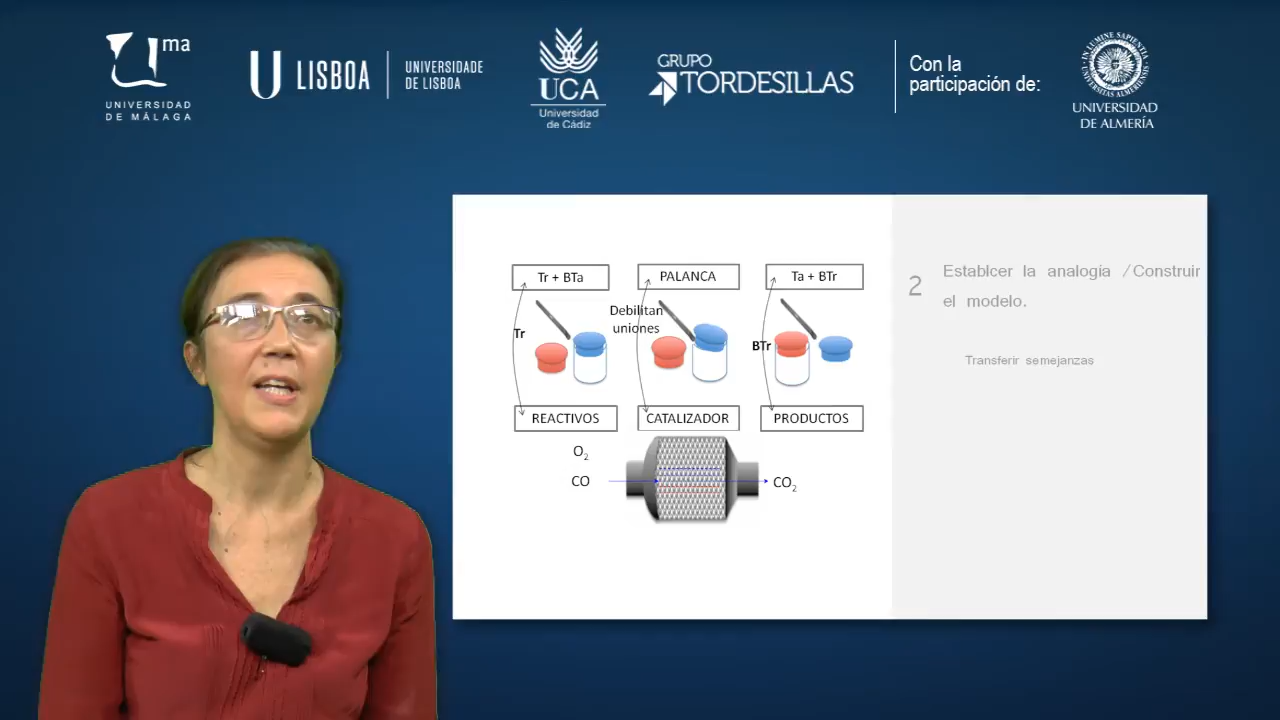 ma
UNIVERSIDAD
DE MÁLAGA
U LISBOA
UNIVERSIDADE
DE LISBOA
UCA
Universidad
de Cádiz
GRUPO
TORDESILLAS
Con la
participación de:
UNIVERSIDAD
DE ALMERÍA
Tr + BTa
PALANCA
Ta + BTr
Debilitan
uniones
Tr
BTr
REACTIVOS
CATALIZADOR
PRODUCTOS
O2
CO
CO2
2
Establcer la analogía /Construir
el modelo.
Transferir semejanzas